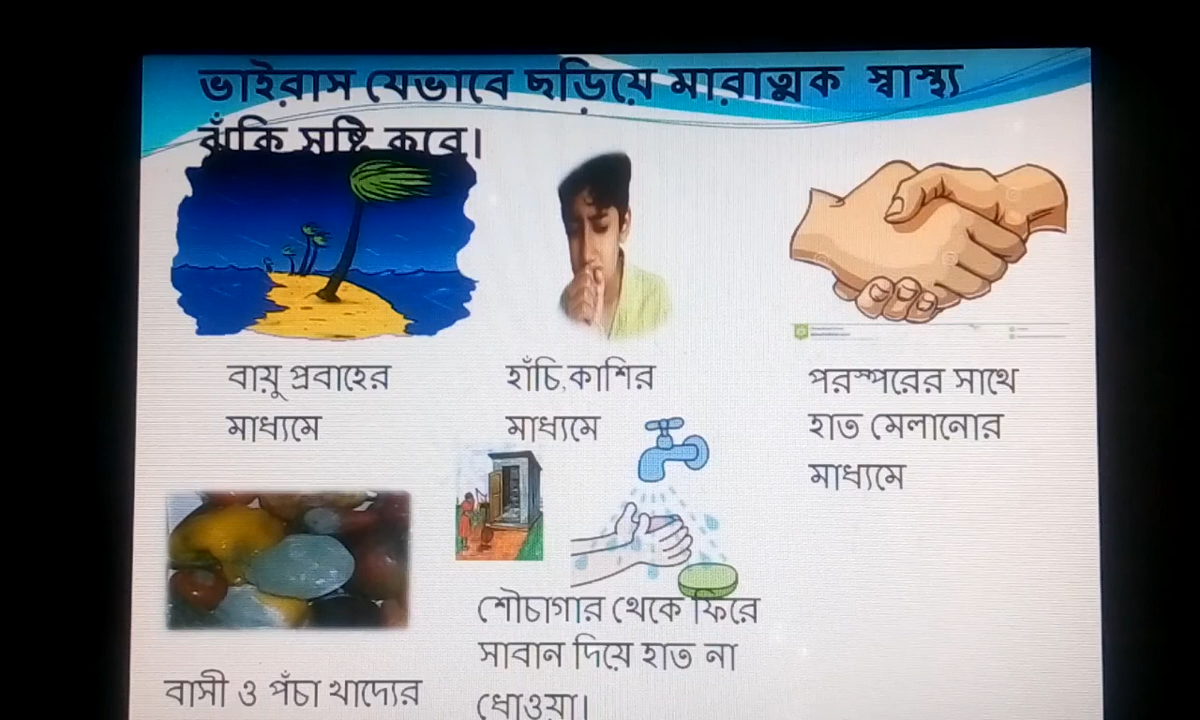 ভাইরাস যেভাবে ছড়িয়ে মারাত্মক স্বাস্থ্য
ঝুঁকি সৃষ্টি করে।
বায়ু প্রবাহের
মাধ্যমে
হাঁচি,কাশির
মাধ্যমে
পরস্পরের সাথে
হাত মেলানোর
মাধ্যমে
বাসী ও পঁচা খাদ্যের
শৌচাগার থেকে ফিরে
সাবান দিয়ে হাত না
ধোওয়া।